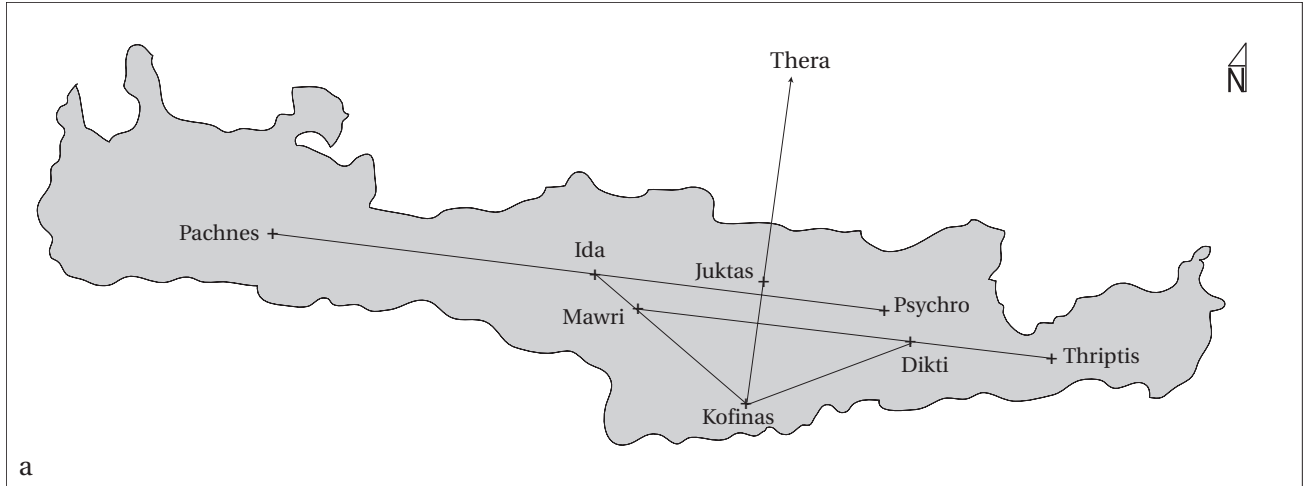 Thera
N
Pachnes
Ida
Juktas
Psychro
Mawri
Dikti
Thriptis
Kofinas
a